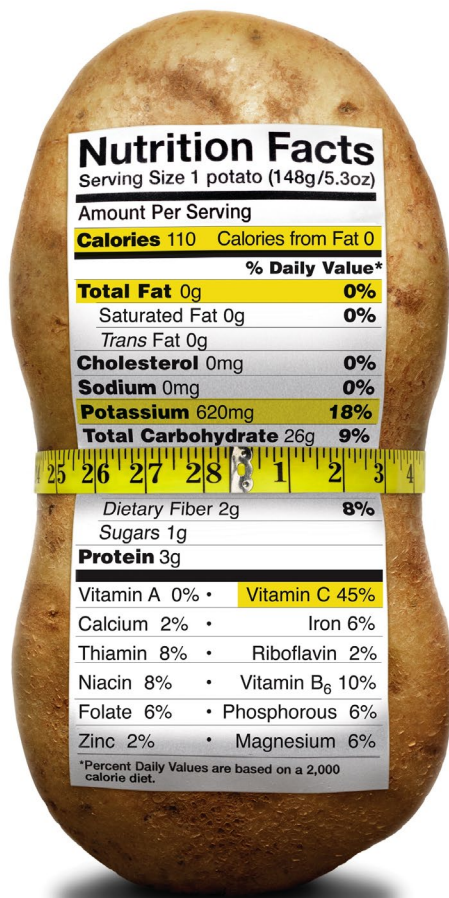 Nutrition Facts
Serving Size 1 potato (148g/5.3oz)
Amount Per Serving
Calories 110 Calories from Fat 0
% Daily Value*
Total Fat 0g 0%
Saturated Fat 0g 0%
Trans Fat 0g
Cholesterol 0mg 0%
Sodium 0mg 0%
Potassium 620mg 18%
Total Carbohydrate 26g 9%
25 26 27 28 1 2 3 4
Dietary Fiber 2g 8%
Sugars 1g
Protein 3g
Vitamin A 0% • Vitamin C 45%
Calcium 2% • Iron 6%
Thiamin 8% • Riboflavin 2%
Niacin 8% • Vitamin B6 10%
Folate 6% • Phosphorous 6%
Zinc 2% • Magnesium 6%
*Percent Daily Values are based on a 2,000
calorie diet.